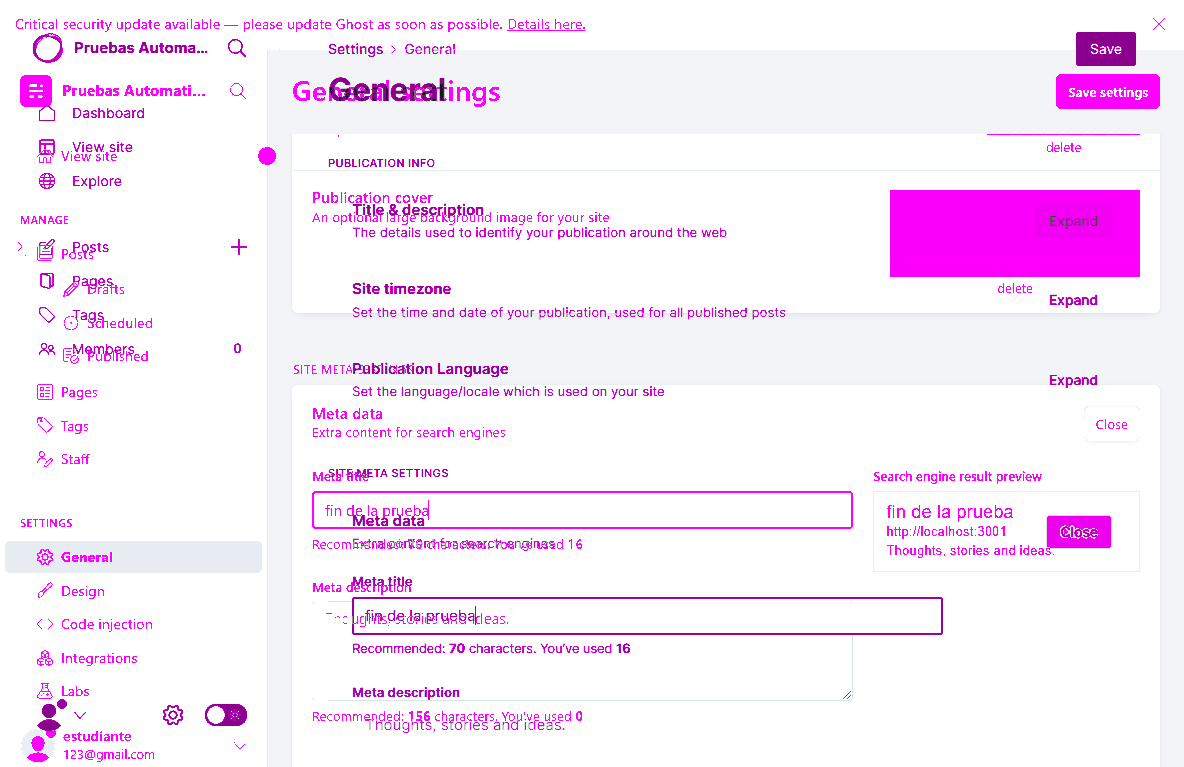 Critical security update available — please update Ghost as soon as possible. Details here.
Pruebas Automa...
Settings > General
Save
Pruebas Automati...
General settings
General
Save settings
Dashboard
View site
View site
delete
PUBLICATION INFO
Explore
Publication cover
Title & description
An optional large background image for your site
The details used to identify your publication around the web
Expand
MANAGE
Posts
Posts
Pages
Drafts
Site timezone
delete
Expand
Set the time and date of your publication, used for all published posts
Tags
Scheduled
Members
0
Published
SITE META SETTINGS
Publication Language
Expand
Set the language/locale which is used on your site
Pages
Meta data
Extra content for search engines
Close
Tags
Staff
SITE META SETTINGS
Meta title
Search engine result preview
fin de la prueba
fin de la prueba
http://localhost:3001
Thoughts, stories and ideas.
Meta data
Close
Extra content for search engines
Recommended: 70 characters. You've used 16
SETTINGS
General
Meta title
Meta description
Design
fin de la prueba
Thoughts, stories and ideas.
Code injection
Recommended: 70 characters. You've used 16
Integrations
Labs
Meta description
Recommended: 156 characters. You've used 0
Thoughts, stories and ideas.
estudiante
123@gmail.com